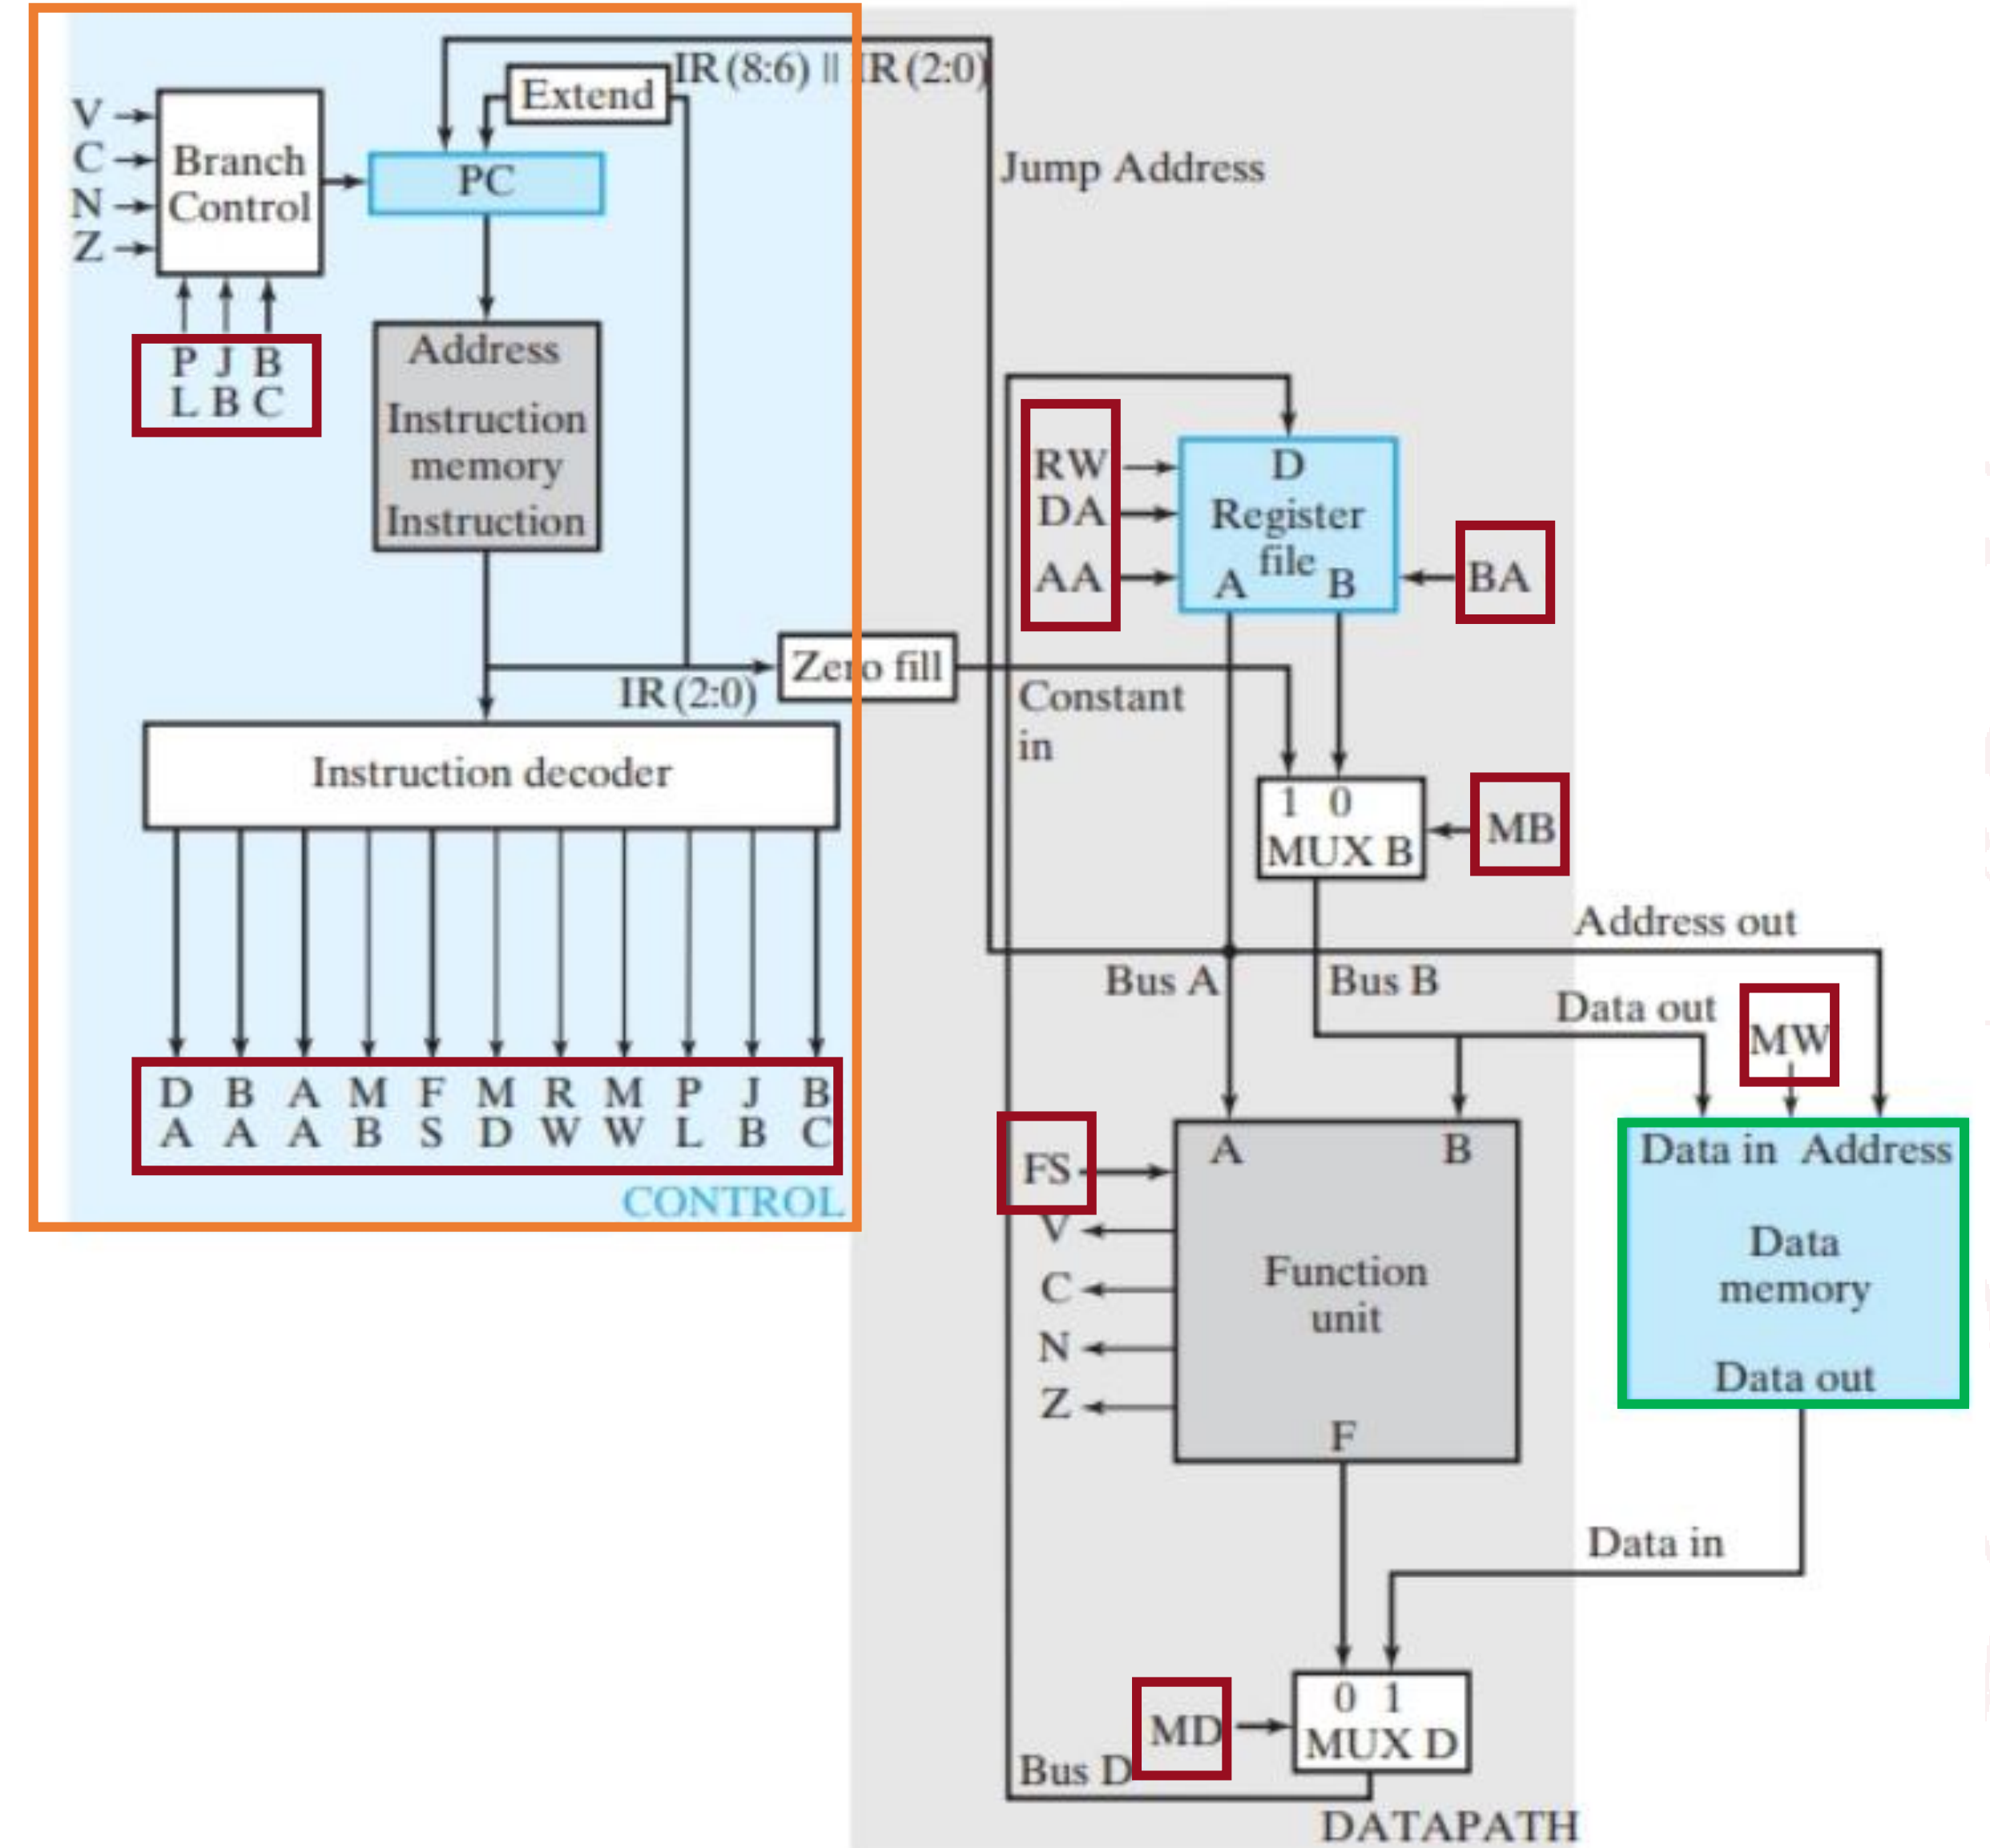 IR (8:6) || IR (2:0)
Extend
V
C
N
Z
Branch
Control
PC
Jump Address
P J B
L B C
Address
Instruction
memory
Instruction
RW
DA
AA
D
Register
file
A B
BA
IR (2:0)
Zero fill
Constant
in
Instruction decoder
1 0
MUX B
MB
Address out
Bus A
Bus B
Data out
MW
D B A M F M R M P J B
A A A B S D W W L B C
CONTROL
FS
V
C
N
Z
A B
Function
unit
F
Data in Address
Data
memory
Data out
Data in
MD
0 1
MUX D
Bus D
DATAPATH